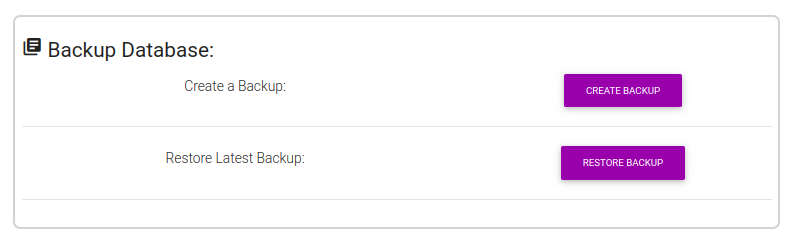 Backup Database:
Create a Backup:
CREATE BACKUP
Restore Latest Backup:
RESTORE BACKUP